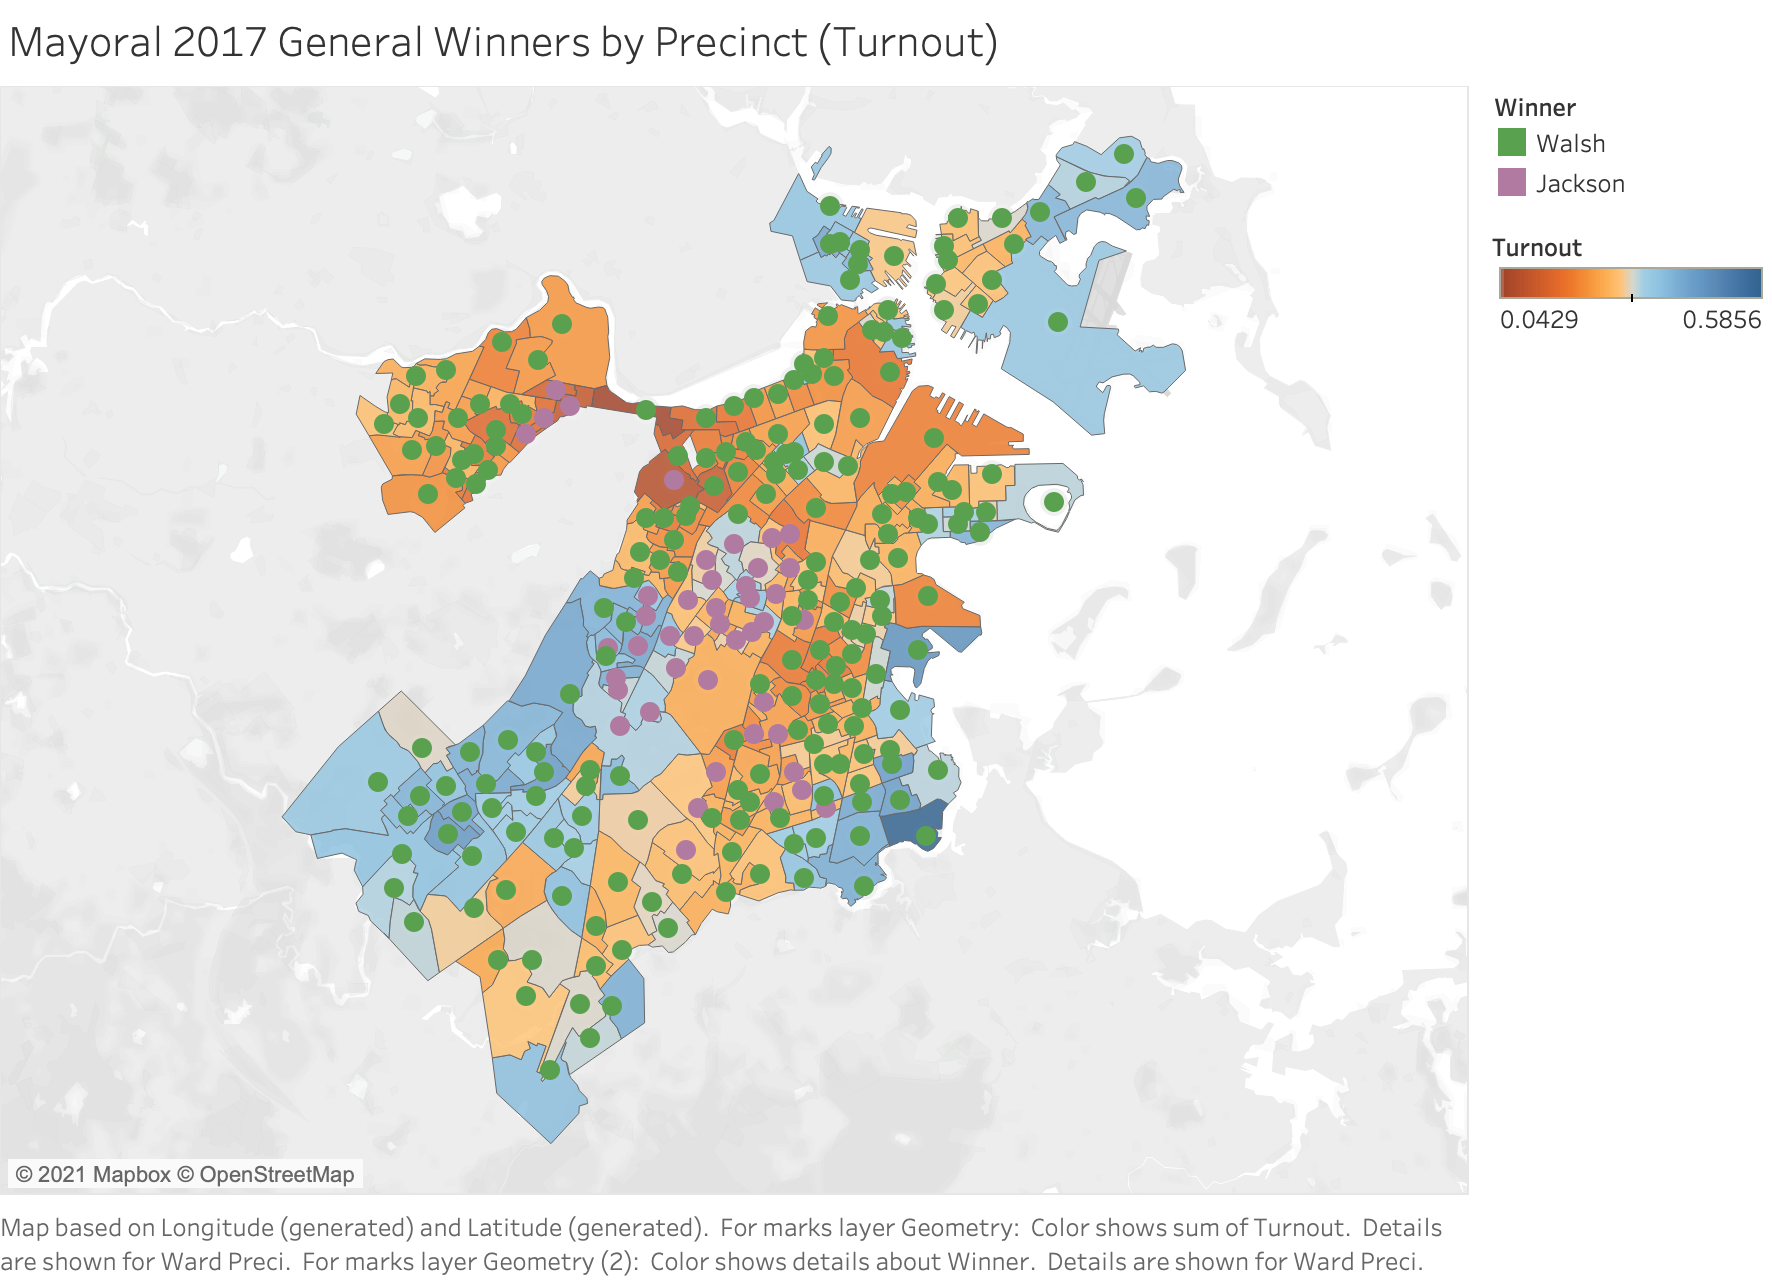 Mayoral 2017 General Winners by Precinct (Turnout)
Winner
Walsh
Jackson
Turnout
0.0429 0.5856
© 2021 Mapbox © OpenStreetMap
Map based on Longitude (generated) and Latitude (generated).  For marks layer Geometry:  Color shows sum of Turnout.  Details
are shown for Ward Preci.  For marks layer Geometry (2):  Color shows details about Winner.  Details are shown for Ward Preci.